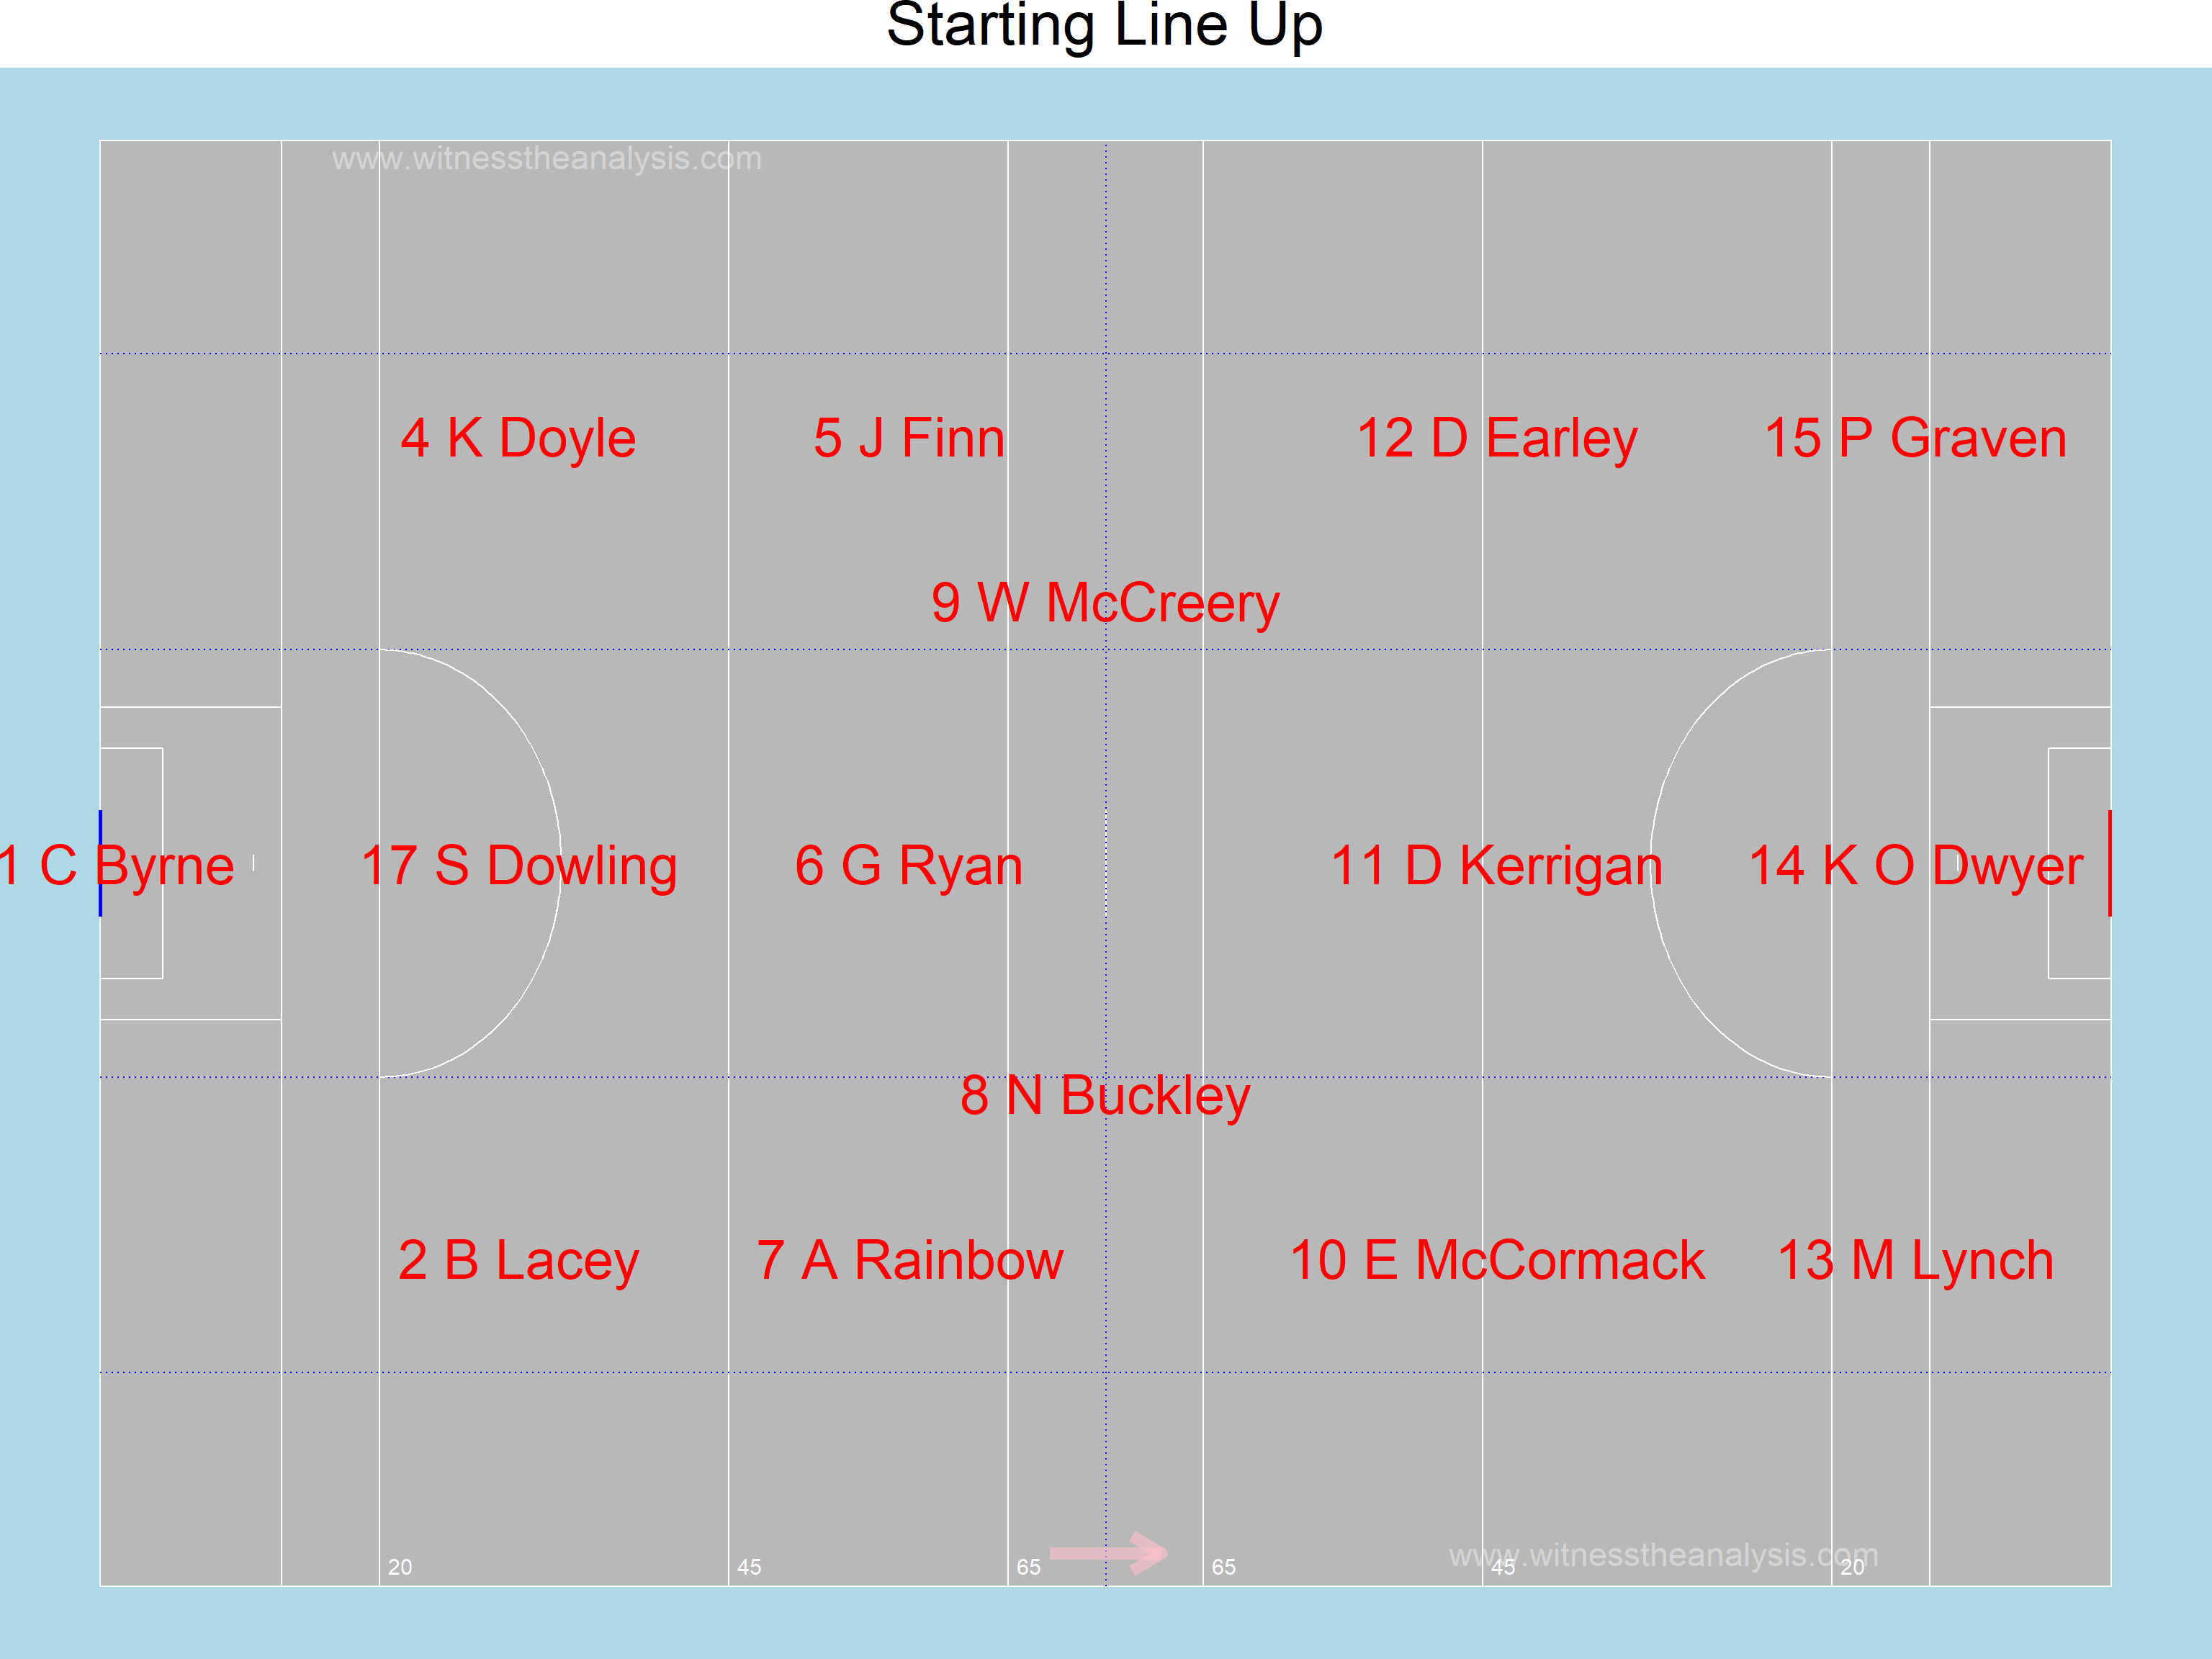 Starting Line Up
www.witnesstheanalysis.com
4 K Doyle
5 J Finn
12 D Earley
15 P Graven
9 W McCreery
1 C Byrne
17 S Dowling
6 G Ryan
11 D Kerrigan
14 K O Dwyer
8 N Buckley
2 B Lacey
7 A Rainbow
10 E McCormack
13 M Lynch
www.witnesstheanalysis.com
20
45
65
65
45
20